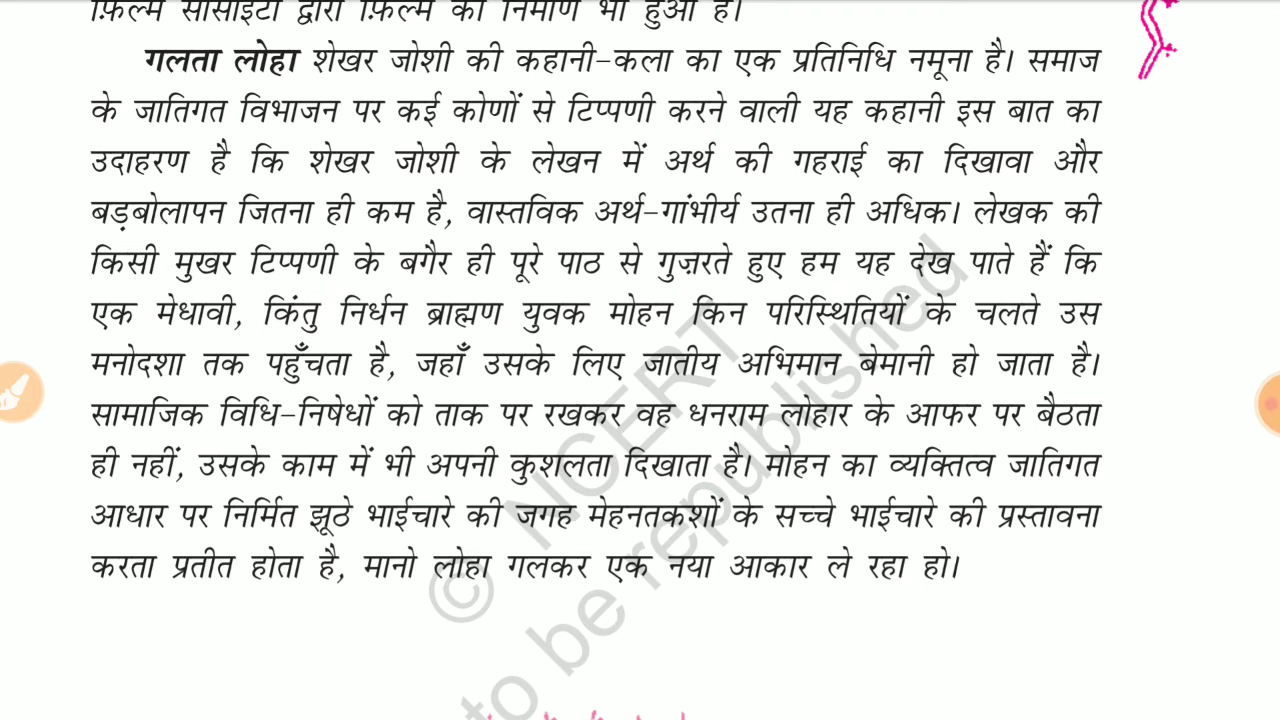 फ़िल्म सोसाइटी द्वारा फ़िल्म का निर्माण भी हुआ है।
गलता लोहा शेखर जोशी की कहानी-कला का एक प्रतिनिधि नमूना है। समाज
के जातिगत विभाजन पर कई कोणों से टिप्पणी करने वाली यह कहानी इस बात का
उदाहरण है कि शेखर जोशी के लेखन में अर्थ की गहराई का दिखावा और
बड़बोलापन जितना ही कम है, वास्तविक अर्थ-गांभीर्य उतना ही अधिक। लेखक की
किसी मुखर टिप्पणी के बगैर ही पूरे पाठ से गुज़रते हुए हम यह देख पाते हैं कि
एक मेधावी, किंतु निर्धन ब्राह्मण युवक मोहन किन परिस्थितियों के चलते उस
मनोदशा तक पहुँचता है, जहाँ उसके लिए जातीय अभिमान बेमानी हो जाता है।
सामाजिक विधि-निषेधों को ताक पर रखकर वह धनराम लोहार के आफर पर बैठता
ही नहीं, उसके काम में भी अपनी कुशलता दिखाता है। मोहन का व्यक्तित्व जातिगत
आधार पर निर्मित झूठे भाईचारे की जगह मेहनतकशों के सच्चे भाईचारे की प्रस्तावना
करता प्रतीत होता है, मानो लोहा गलकर एक नया आकार ले रहा हो।
© NCERT
to be republished